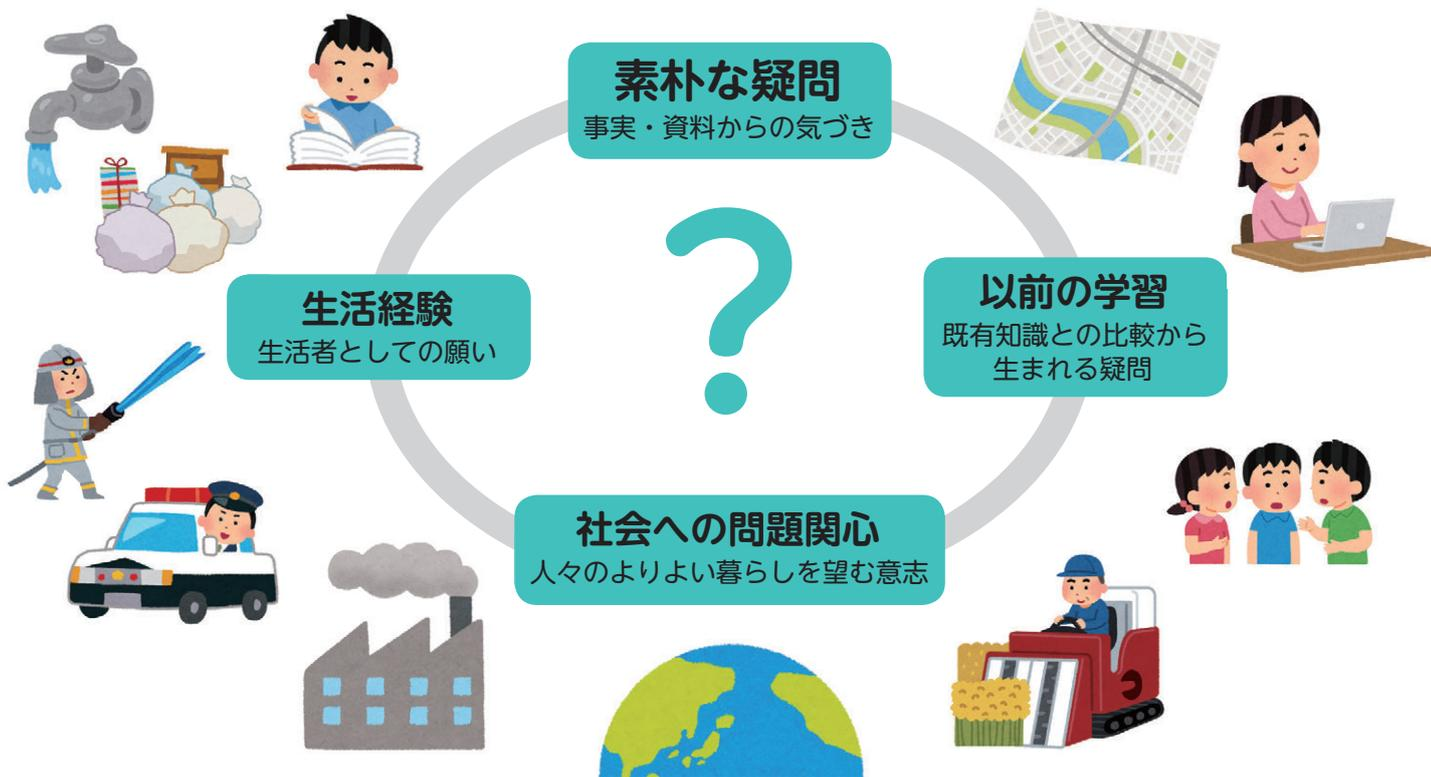 素朴な疑問
事実・資料からの気づき
生活経験
生活者としての願い
以前の学習
既有知識との比較から
生まれる疑問
?
社会への問題関心
人々のよりよい暮らしを望む意志